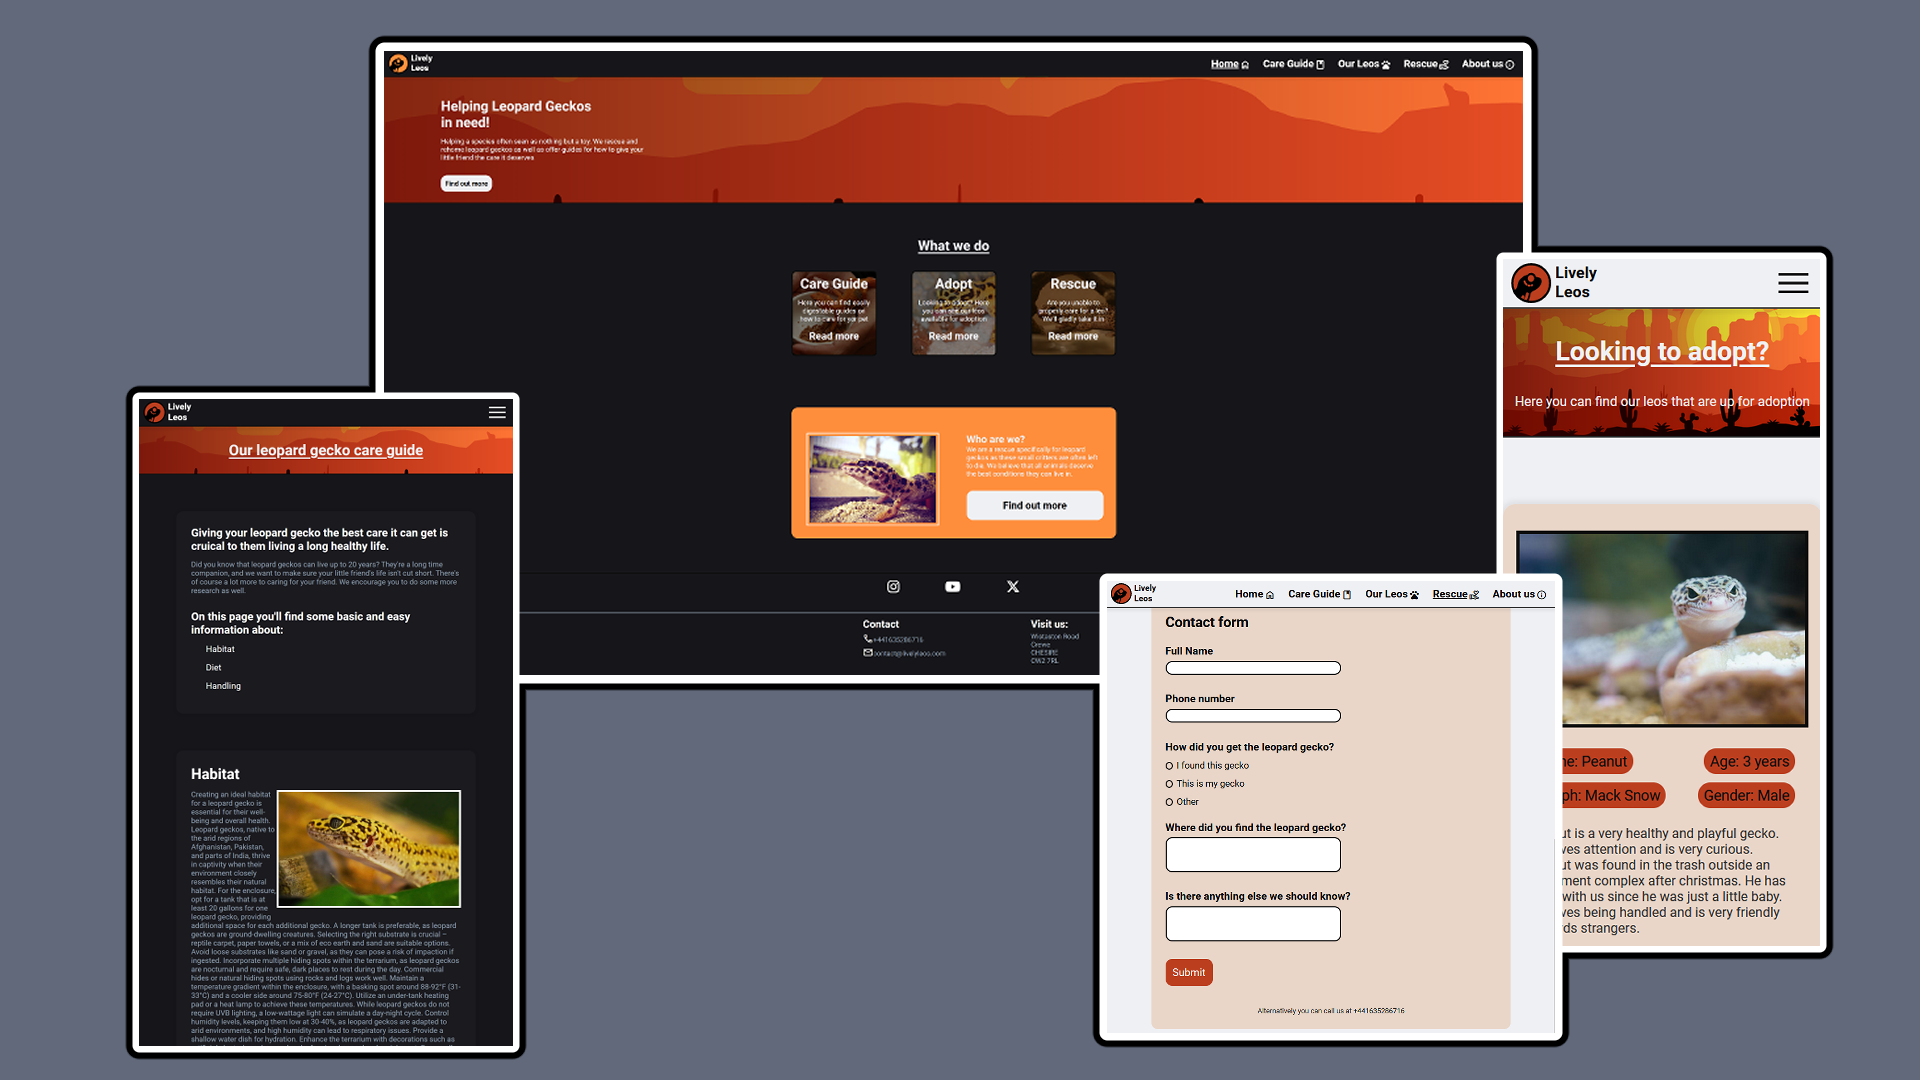 Lively
Leos
Home
Care Guide
Our Leos
Rescue
About us
Helping Leopard Geckos
in need!
Helping a species often seen as nothing but a toy. We rescue and
rehome leopard geckos as well as offer guides for how to give your
little friend the care it deserves
Find out more
What we do
Care Guide
Here you can find easily
digestable guides on
how to care for yor pet
Read more
Adopt
Looking to adopt? Here
you can see our leos
available for adoption
Read more
Rescue
Are you unable to
properly care for a leo?
We'll gladly take it in
Read more
Who are we?
We are a rescue specifically for leopard
geckos as these small critters are often left
to die. We believe that all animals deserve
the best conditions they can live in.
Find out more
Contact
+441635286716
contact@livelyleos.com
Visit us:
Wistaston Road
Crewe
CHESIRE
CW2 7RL
Lively
Leos
Our leopard gecko care guide
Giving your leopard gecko the best care it can get is
cruical to them living a long healthy life.
Did you know that leopard geckos can live up to 20 years? They're a long time
companion, and we want to make sure your little friend's life isn't cut short. There's
of course a lot more to caring for your friend. We encourage you to do some more
research as well.
On this page you'll find some basic and easy
information about:
Habitat
Diet
Handling
Habitat
Creating an ideal habitat
for a leopard gecko is
essential for their well-
being and overall health.
Leopard geckos, native to
the arid regions of
Afghanistan, Pakistan,
and parts of India, thrive
in captivity when their
environment closely
resembles their natural
habitat. For the enclosure,
opt for a tank that is at
least 20 gallons for one
leopard gecko, providing
additional space for each additional gecko. A longer tank is preferable, as leopard
geckos are ground-dwelling creatures. Selecting the right substrate is crucial –
reptile carpet, paper towels, or a mix of eco earth and sand are suitable options.
Avoid loose substrates like sand or gravel, as they can pose a risk of impaction if
ingested. Incorporate multiple hiding spots within the terrarium, as leopard geckos
are nocturnal and require safe, dark places to rest during the day. Commercial
hides or natural hiding spots using rocks and logs work well. Maintain a
temperature gradient within the enclosure, with a basking spot around 88-92°F (31-
33°C) and a cooler side around 75-80°F (24-27°C). Utilize an under-tank heating
pad or a heat lamp to achieve these temperatures. While leopard geckos do not
require UVB lighting, a low-wattage light can simulate a day-night cycle. Control
humidity levels, keeping them low at 30-40%, as leopard geckos are adapted to
arid environments, and high humidity can lead to respiratory issues. Provide a
shallow water dish for hydration. Enhance the terrarium with decorations such as
Lively
Leos
Home
Care Guide
Our Leos
Rescue
About us
Contact form
Full Name
Phone number
How did you get the leopard gecko?
I found this gecko
This is my gecko
Other
Where did you find the leopard gecko?
Is there anything else we should know?
Submit
Alternatively you can call us at +441635286716
Lively
Leos
Looking to adopt?
Here you can find our leos that are up for adoption
ne: Peanut
Age: 3 years
ph: Mack Snow
Gender: Male
ut is a very healthy and playful gecko.
ves attention and is very curious.
ut was found in the trash outside an
ment complex after christmas. He has
with us since he was just a little baby.
ves being handled and is very friendly
rds strangers.